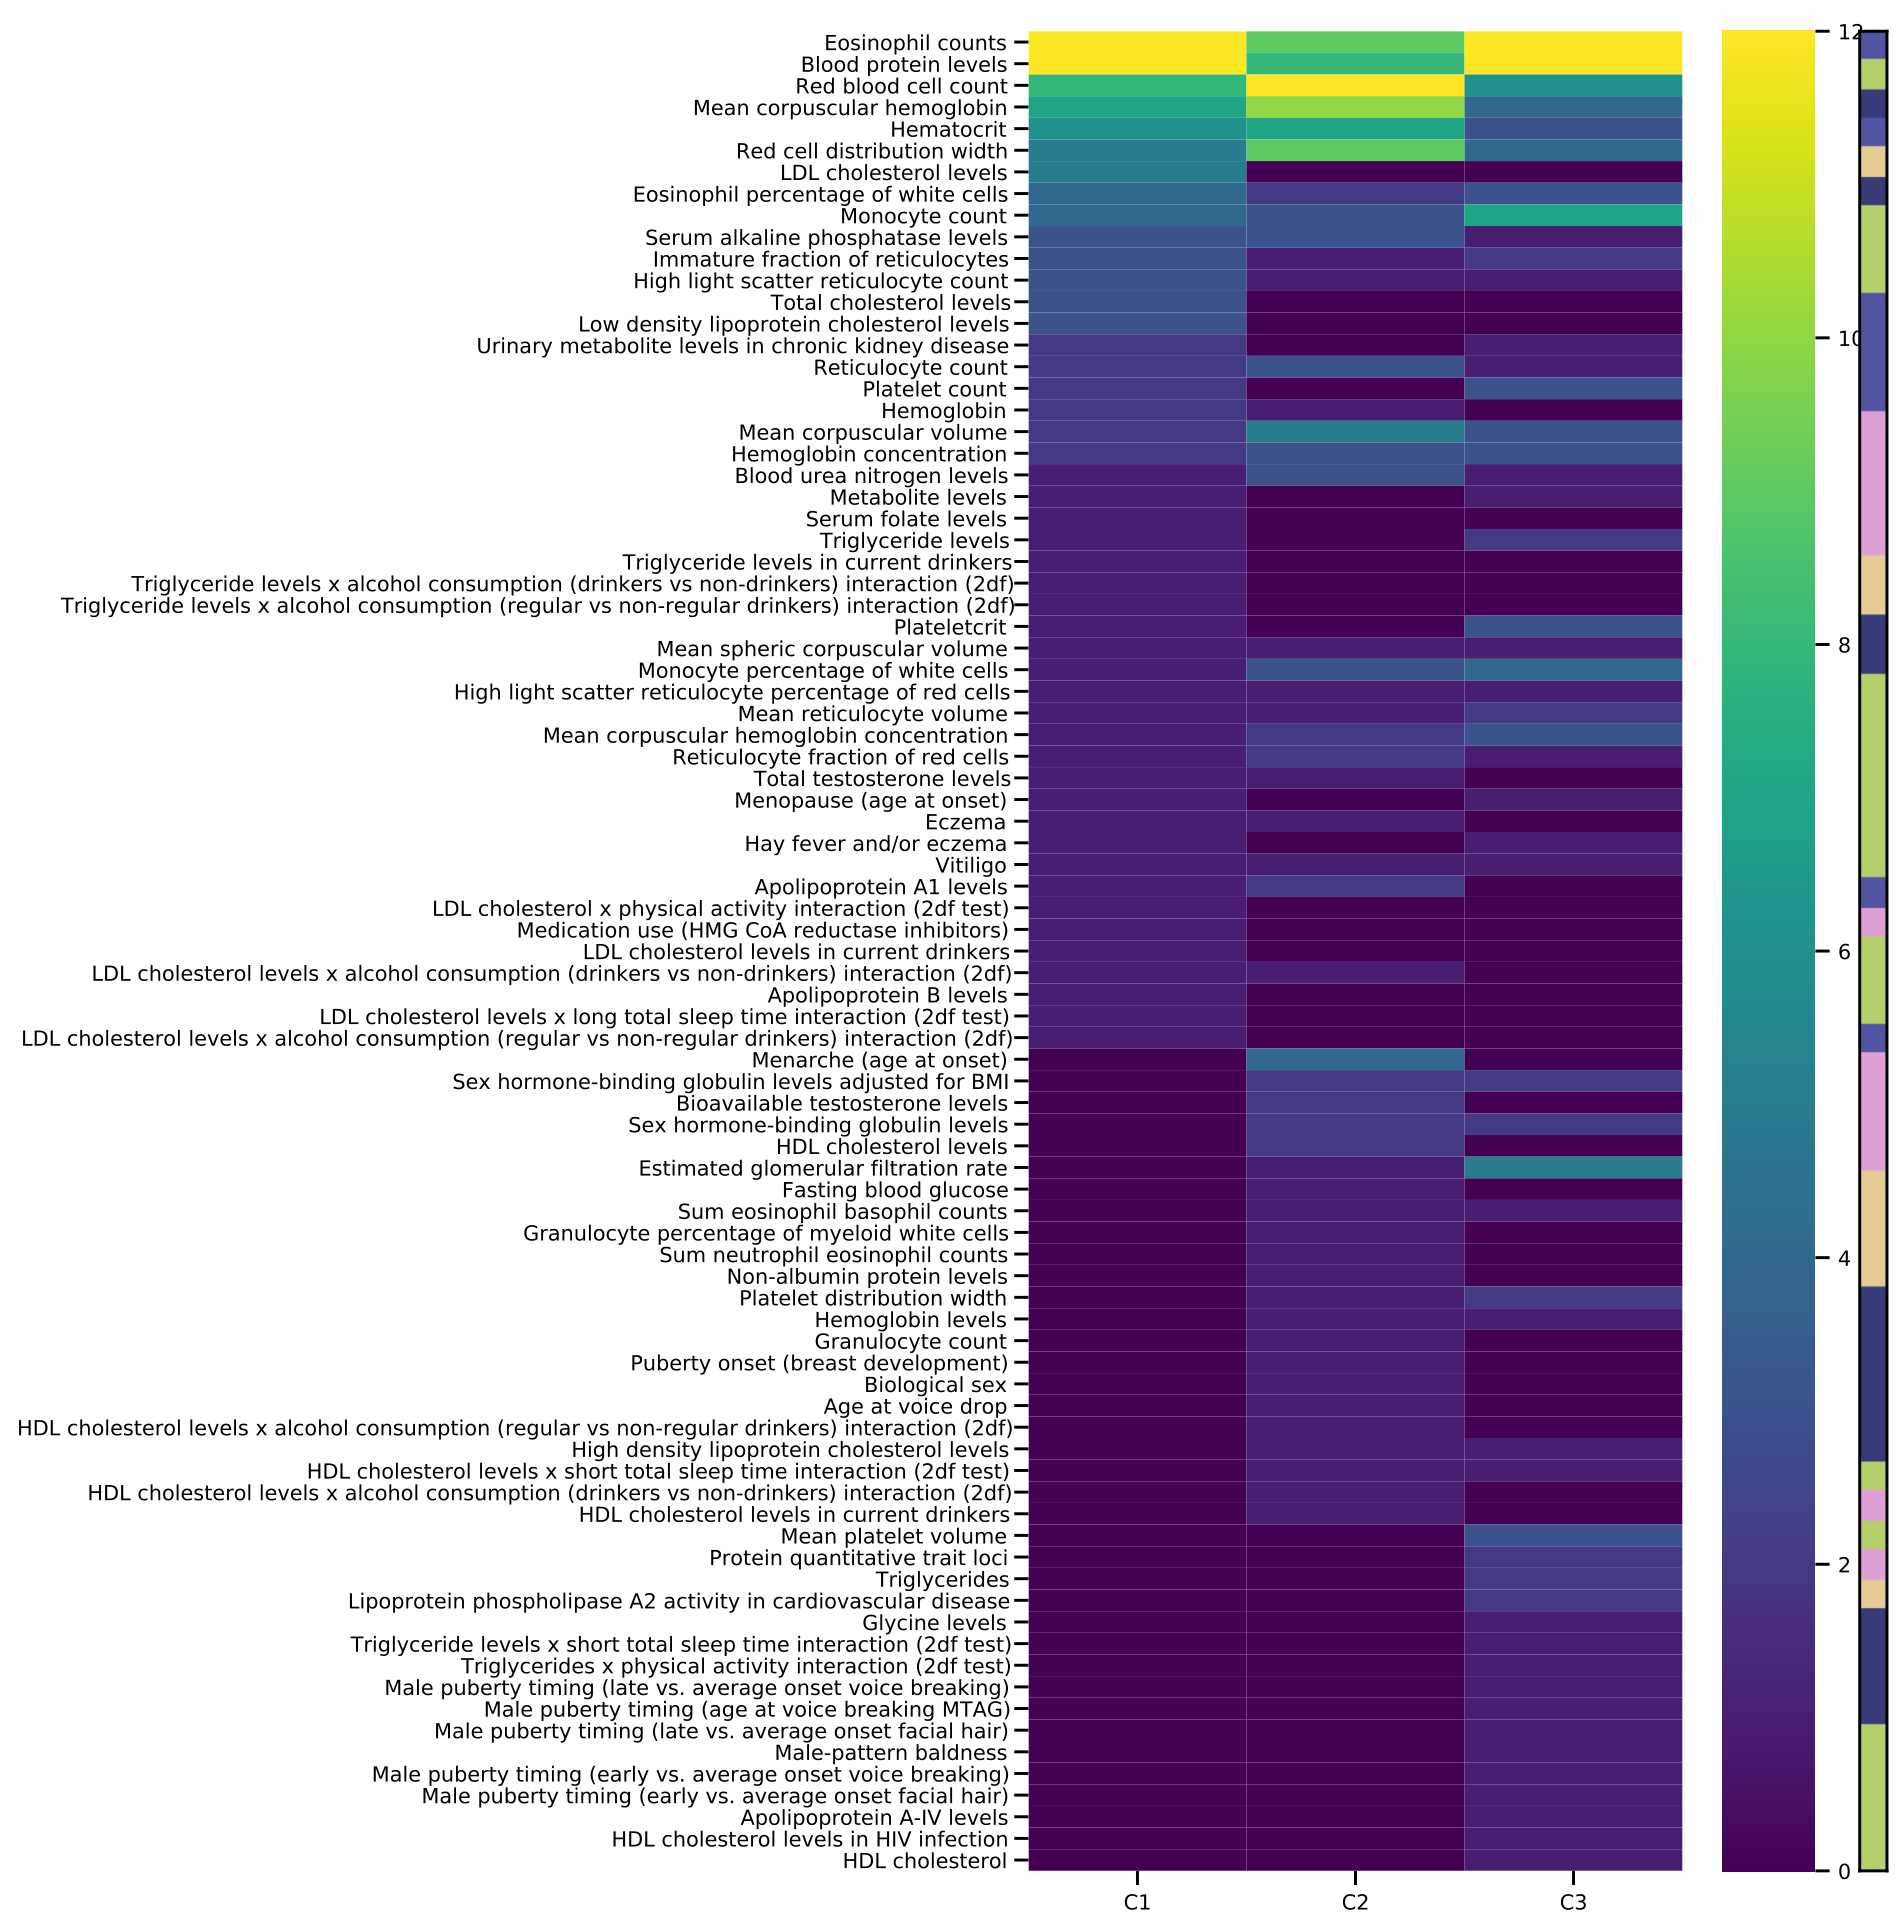 Eosinophil counts
Blood protein levels
Red blood cell count
Mean corpuscular hemoglobin
Hematocrit
Red cell distribution width
LDL cholesterol levels
Eosinophil percentage of white cells
Monocyte count
Serum alkaline phosphatase levels
Immature fraction of reticulocytes
High light scatter reticulocyte count
Total cholesterol levels
Low density lipoprotein cholesterol levels
Urinary metabolite levels in chronic kidney disease
Reticulocyte count
Platelet count
Hemoglobin
Mean corpuscular volume
Hemoglobin concentration
Blood urea nitrogen levels
Metabolite levels
Serum folate levels
Triglyceride levels
Triglyceride levels in current drinkers
Triglyceride levels x alcohol consumption (drinkers vs non-drinkers) interaction (2df)
Triglyceride levels x alcohol consumption (regular vs non-regular drinkers) interaction (2df)
Plateletcrit
Mean spheric corpuscular volume
Monocyte percentage of white cells
High light scatter reticulocyte percentage of red cells
Mean reticulocyte volume
Mean corpuscular hemoglobin concentration
Reticulocyte fraction of red cells
Total testosterone levels
Menopause (age at onset)
Eczema
Hay fever and/or eczema
Vitiligo
Apolipoprotein A1 levels
LDL cholesterol x physical activity interaction (2df test)
Medication use (HMG CoA reductase inhibitors)
LDL cholesterol levels in current drinkers
LDL cholesterol levels x alcohol consumption (drinkers vs non-drinkers) interaction (2df)
Apolipoprotein B levels
LDL cholesterol levels x long total sleep time interaction (2df test)
LDL cholesterol levels x alcohol consumption (regular vs non-regular drinkers) interaction (2df)
Menarche (age at onset)
Sex hormone-binding globulin levels adjusted for BMI
Bioavailable testosterone levels
Sex hormone-binding globulin levels
HDL cholesterol levels
Estimated glomerular filtration rate
Fasting blood glucose
Sum eosinophil basophil counts
Granulocyte percentage of myeloid white cells
Sum neutrophil eosinophil counts
Non-albumin protein levels
Platelet distribution width
Hemoglobin levels
Granulocyte count
Puberty onset (breast development)
Biological sex
Age at voice drop
HDL cholesterol levels x alcohol consumption (regular vs non-regular drinkers) interaction (2df)
High density lipoprotein cholesterol levels
HDL cholesterol levels x short total sleep time interaction (2df test)
HDL cholesterol levels x alcohol consumption (drinkers vs non-drinkers) interaction (2df)
HDL cholesterol levels in current drinkers
Mean platelet volume
Protein quantitative trait loci
Triglycerides
Lipoprotein phospholipase A2 activity in cardiovascular disease
Glycine levels
Triglyceride levels x short total sleep time interaction (2df test)
Triglycerides x physical activity interaction (2df test)
Male puberty timing (late vs. average onset voice breaking)
Male puberty timing (age at voice breaking MTAG)
Male puberty timing (late vs. average onset facial hair)
Male-pattern baldness
Male puberty timing (early vs. average onset voice breaking)
Male puberty timing (early vs. average onset facial hair)
Apolipoprotein A-IV levels
HDL cholesterol levels in HIV infection
HDL cholesterol
C1
C2
C3
12
10
8
6
4
2
0